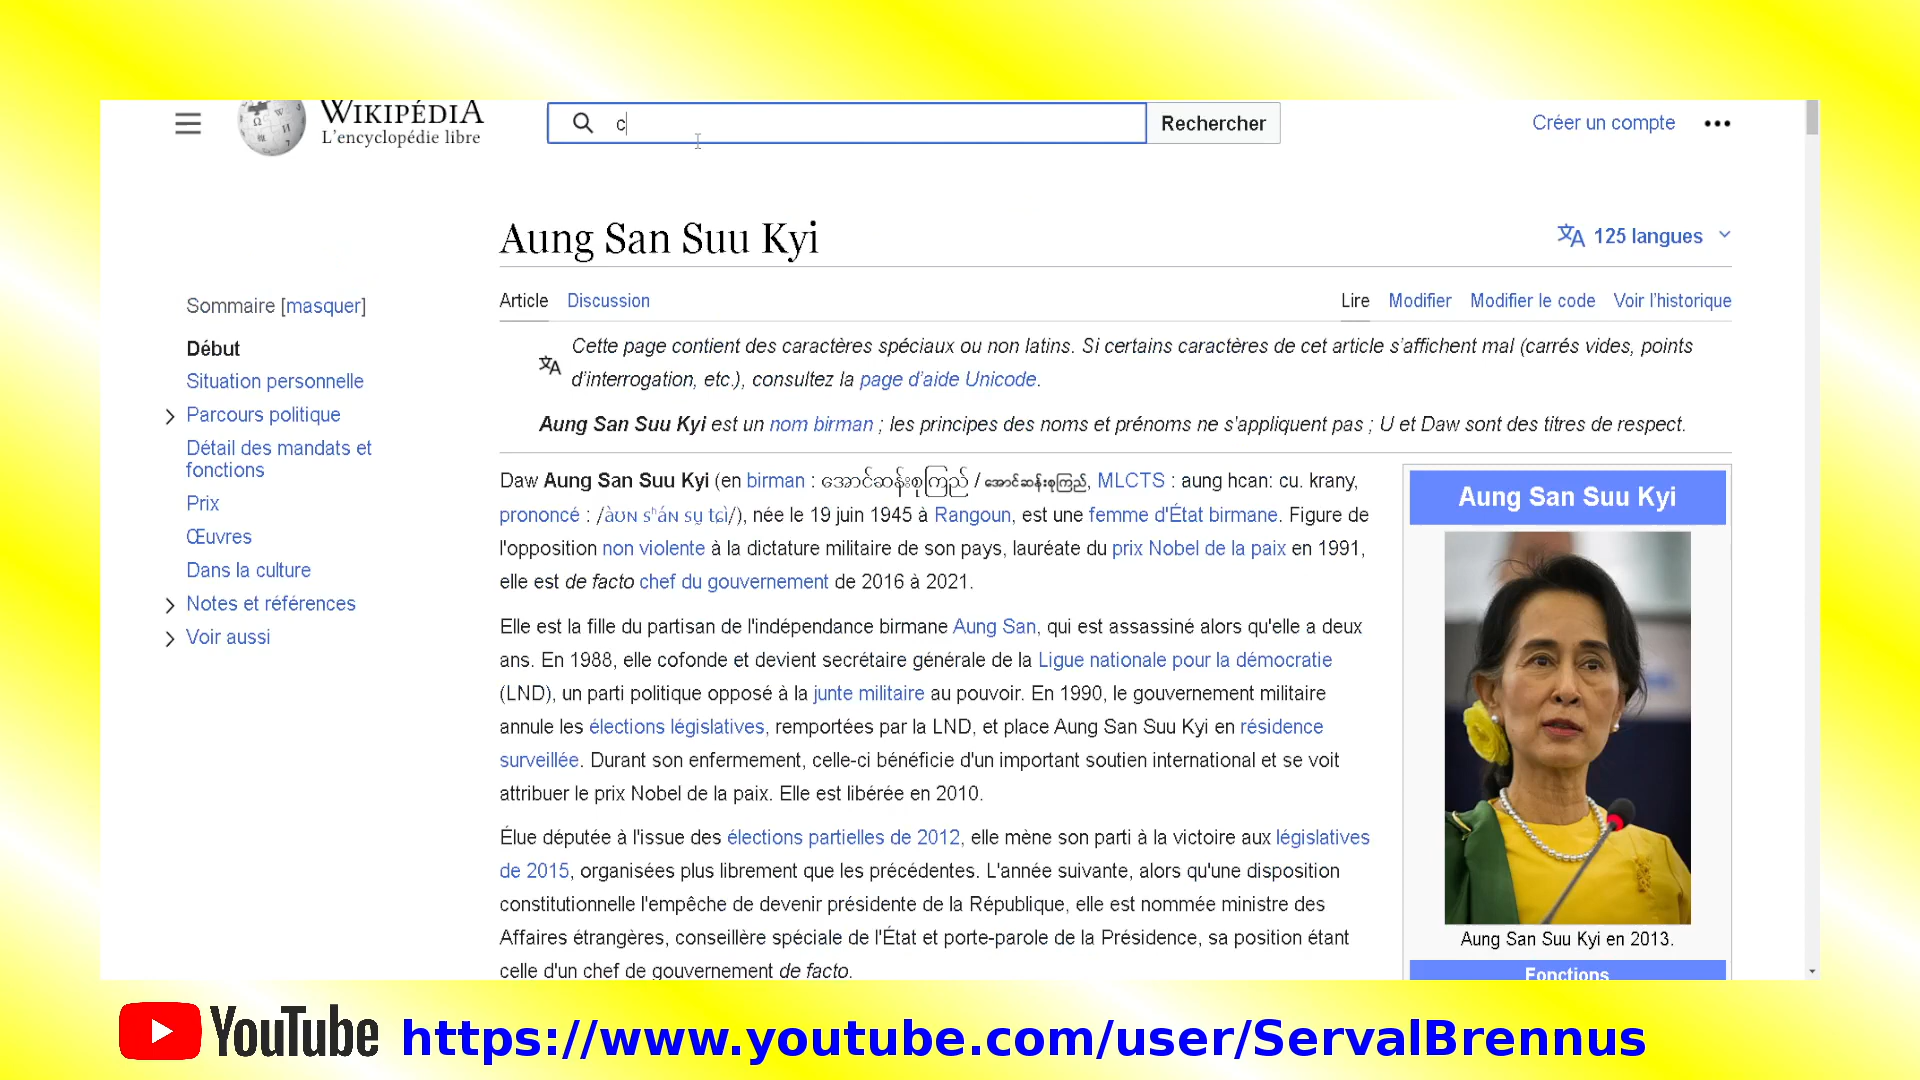 WIKIPÉDIA
L'encyclopédie libre
c
Rechercher
Créer un compte
Aung San Suu Kyi
125 langues
Sommaire [masquer]
Début
Situation personnelle
Parcours politique
Détail des mandats et
fonctions
Prix
Œuvres
Dans la culture
Notes et références
Voir aussi
Article Discussion
Lire Modifier Modifier le code Voir l’historique
Cette page contient des caractères spéciaux ou non latins. Si certains caractères de cet article s’affichent mal (carrés vides, points
d’interrogation, etc.), consultez la page d’aide Unicode.
Aung San Suu Kyi est un nom birman ; les principes des noms et prénoms ne s'appliquent pas ; U et Daw sont des titres de respect.
Daw Aung San Suu Kyi (en birman : အောင်ဆန်းစုကြည် / အောင်ဆန်းစုကြည်, MLCTS : aung hcan: cu. krany,
prononcé : /àʊɴ sʰáɴ sṵ tɕì/), née le 19 juin 1945 à Rangoun, est une femme d'État birmane. Figure de
l'opposition non violente à la dictature militaire de son pays, lauréate du prix Nobel de la paix en 1991,
elle est de facto chef du gouvernement de 2016 à 2021.
Elle est la fille du partisan de l'indépendance birmane Aung San, qui est assassiné alors qu'elle a deux
ans. En 1988, elle cofonde et devient secrétaire générale de la Ligue nationale pour la démocratie
(LND), un parti politique opposé à la junte militaire au pouvoir. En 1990, le gouvernement militaire
annule les élections législatives, remportées par la LND, et place Aung San Suu Kyi en résidence
surveillée. Durant son enfermement, celle-ci bénéficie d'un important soutien international et se voit
attribuer le prix Nobel de la paix. Elle est libérée en 2010.
Élue députée à l'issue des élections partielles de 2012, elle mène son parti à la victoire aux législatives
de 2015, organisées plus librement que les précédentes. L'année suivante, alors qu'une disposition
constitutionnelle l'empêche de devenir présidente de la République, elle est nommée ministre des
Affaires étrangères, conseillère spéciale de l'État et porte-parole de la Présidence, sa position étant
celle d'un chef de gouvernement de facto.
Aung San Suu Kyi
Aung San Suu Kyi en 2013.
Fonctions
YouTube https://www.youtube.com/user/ServalBrennus